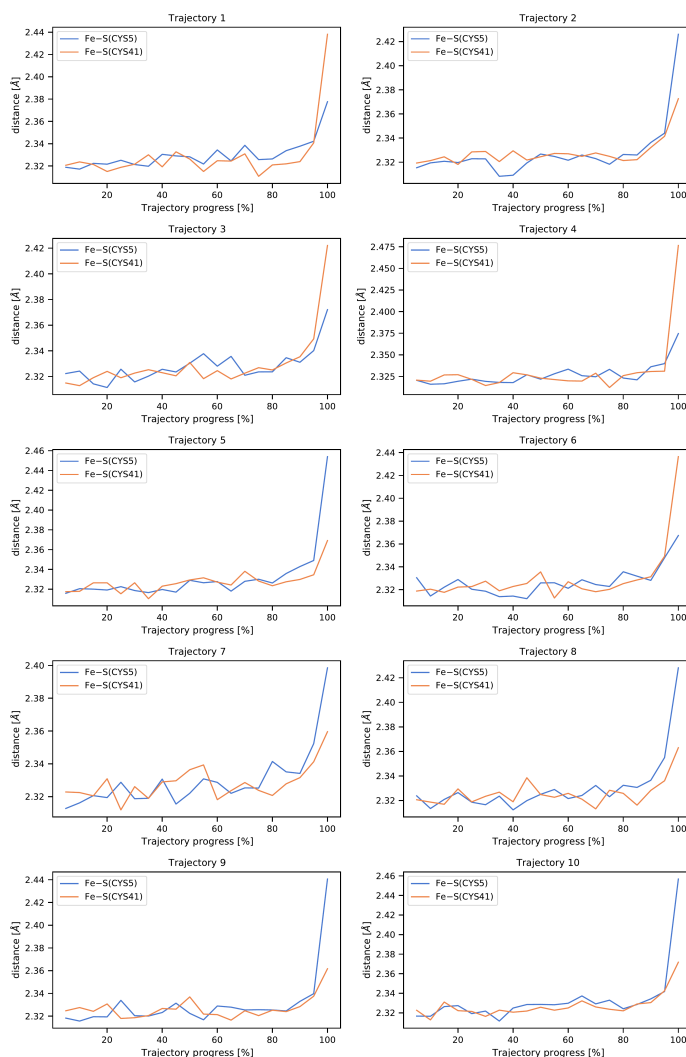 Trajectory 1
2.44
2.42
2.40
2.38
2.36
2.34
2.32
distance [Å]
Fe−S(CYS5)
Fe−S(CYS41)
20 40 60 80 100
Trajectory progress [%]
Trajectory 2
2.42
2.40
2.38
2.36
2.34
2.32
distance [Å]
Fe−S(CYS5)
Fe−S(CYS41)
20 40 60 80 100
Trajectory progress [%]
Trajectory 3
2.42
2.40
2.38
2.36
2.34
2.32
distance [Å]
Fe−S(CYS5)
Fe−S(CYS41)
20 40 60 80 100
Trajectory progress [%]
Trajectory 4
2.475
2.450
2.425
2.400
2.375
2.350
2.325
distance [Å]
Fe−S(CYS5)
Fe−S(CYS41)
20 40 60 80 100
Trajectory progress [%]
Trajectory 5
2.46
2.44
2.42
2.40
2.38
2.36
2.34
2.32
distance [Å]
Fe−S(CYS5)
Fe−S(CYS41)
20 40 60 80 100
Trajectory progress [%]
Trajectory 6
2.44
2.42
2.40
2.38
2.36
2.34
2.32
distance [Å]
Fe−S(CYS5)
Fe−S(CYS41)
20 40 60 80 100
Trajectory progress [%]
Trajectory 7
2.40
2.38
2.36
2.34
2.32
distance [Å]
Fe−S(CYS5)
Fe−S(CYS41)
20 40 60 80 100
Trajectory progress [%]
Trajectory 8
2.42
2.40
2.38
2.36
2.34
2.32
distance [Å]
Fe−S(CYS5)
Fe−S(CYS41)
20 40 60 80 100
Trajectory progress [%]
Trajectory 9
2.44
2.42
2.40
2.38
2.36
2.34
2.32
distance [Å]
Fe−S(CYS5)
Fe−S(CYS41)
20 40 60 80 100
Trajectory progress [%]
Trajectory 10
2.46
2.44
2.42
2.40
2.38
2.36
2.34
2.32
distance [Å]
Fe−S(CYS5)
Fe−S(CYS41)
20 40 60 80 100
Trajectory progress [%]